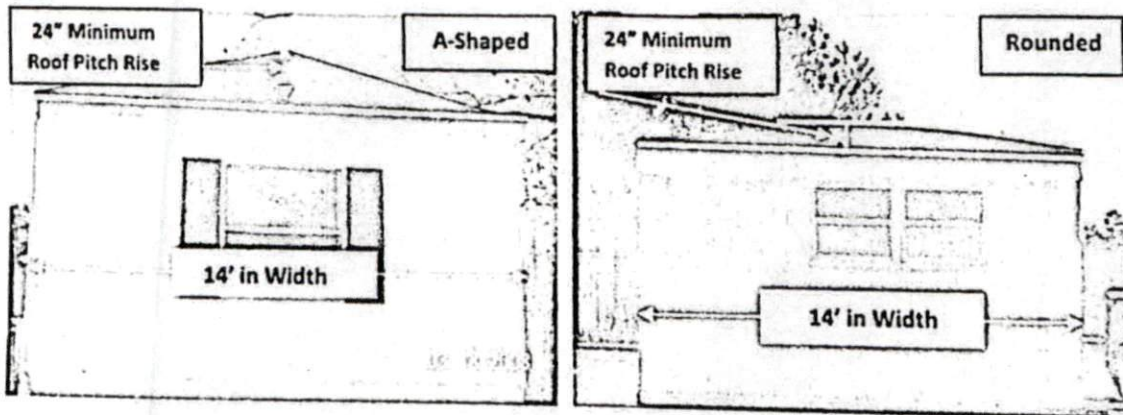 24" Minimum
Roof Pitch Rise
A-Shaped
14' in Width
24" Minimum
Roof Pitch Rise
Rounded
14' in Width